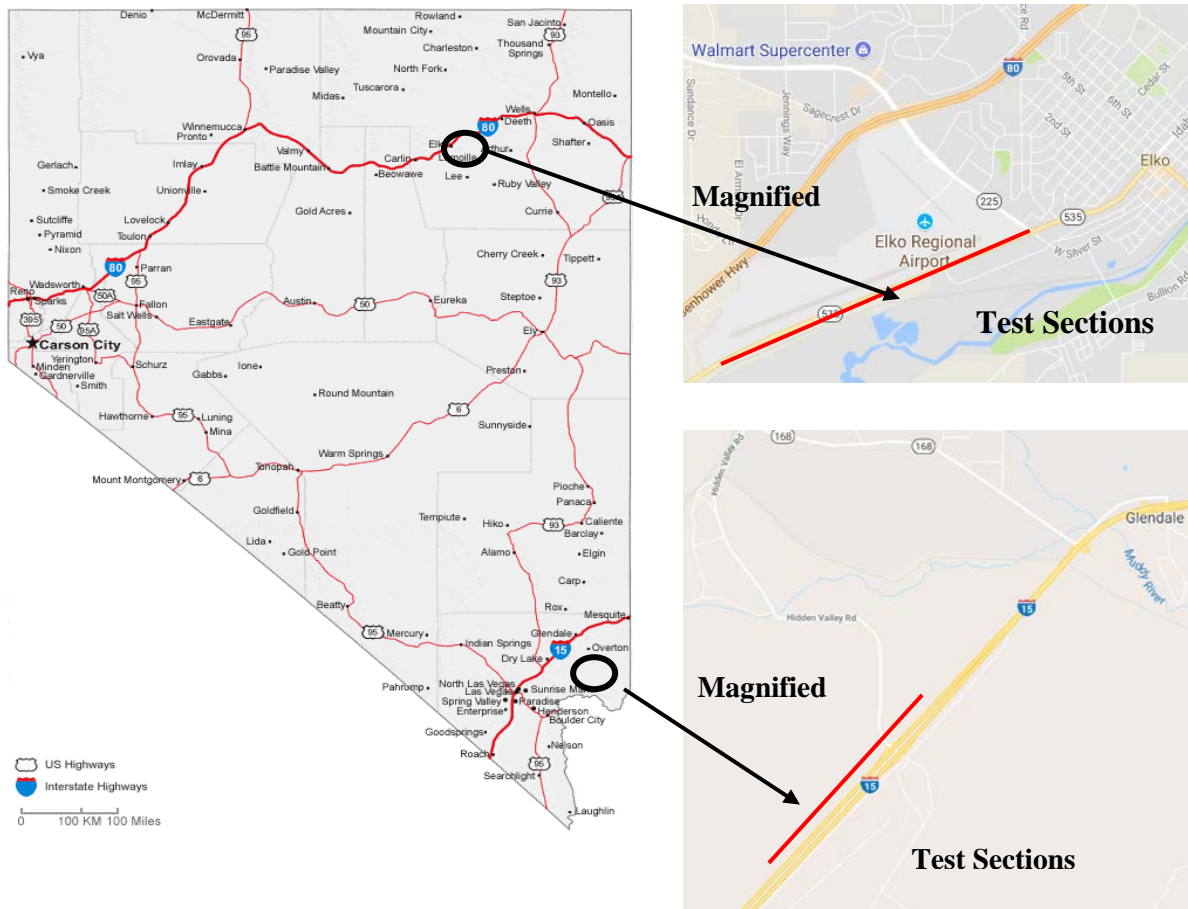 Denio
McDermitt
Rowland
San Jacinto
Mountain City
95
93
Charleston
Thousand
Springs
Vya
Orovada
Paradise Valley
North Fork
Tuscarora
Midas
Montello
Wells
Deeth
Oasis
80
Winnemucca
Pronto
Valmy
Elko
Lamoille
Arthur
Shafter
Carlin
Gerlach
Imlay
Battle Mountain
Beowawe
Lee
Ruby Valley
Smoke Creek
Unionville
Gold Acres
Currie
Sutcliffe
Lovelock
Pyramid
Toulon
Nixon
Cherry Creek
Tippett
80
Parran
93
Wadsworth
95
Reno
50A
Sparks
Fallon
Austin
50
Eureka
Steptoe
395
50
Salt Wells
95A
Eastgate
Ely
Carson City
Yerington
Minden
Schurz
Gardnerville
Gabbs
Ione
Preston
Smith
Round Mountain
6
Hawthorne
95
Luning
Mina
Sunnyside
Warm Springs
Tonopah
Mount Montgomery
6
Pioche
Panaca
Goldfield
Tempiute
Hiko
93
Caliente
Barclay
Lida
Gold Point
Alamo
Elgin
Carp
Beatty
Rox
Mesquite
95
Mercury
Glendale
Indian Springs
15
Overton
Dry Lake
North Las Vegas
Pahrump
Las Vegas
Sunrise
Spring Valley
Paradise
Enterprise
Henderson
Boulder City
Goodsprings
Nelson
Roach
95
Searchlight
Laughlin
US Highways
Interstate Highways
0 100 KM 100 Miles
Magnified
Magnified
Walmart Supercenter
80
5th St
Cedar St
6th St
Sagecrest Dr
Jennings Way
Sundance Dr
2nd St
Elko
225
535
Elko Regional
Airport
W Silver St
Bullion Rd
Test Sections
168
168
Hidden Valley Rd
Glendale
Muddy River
15
Hidden Valley Rd
15
Test Sections